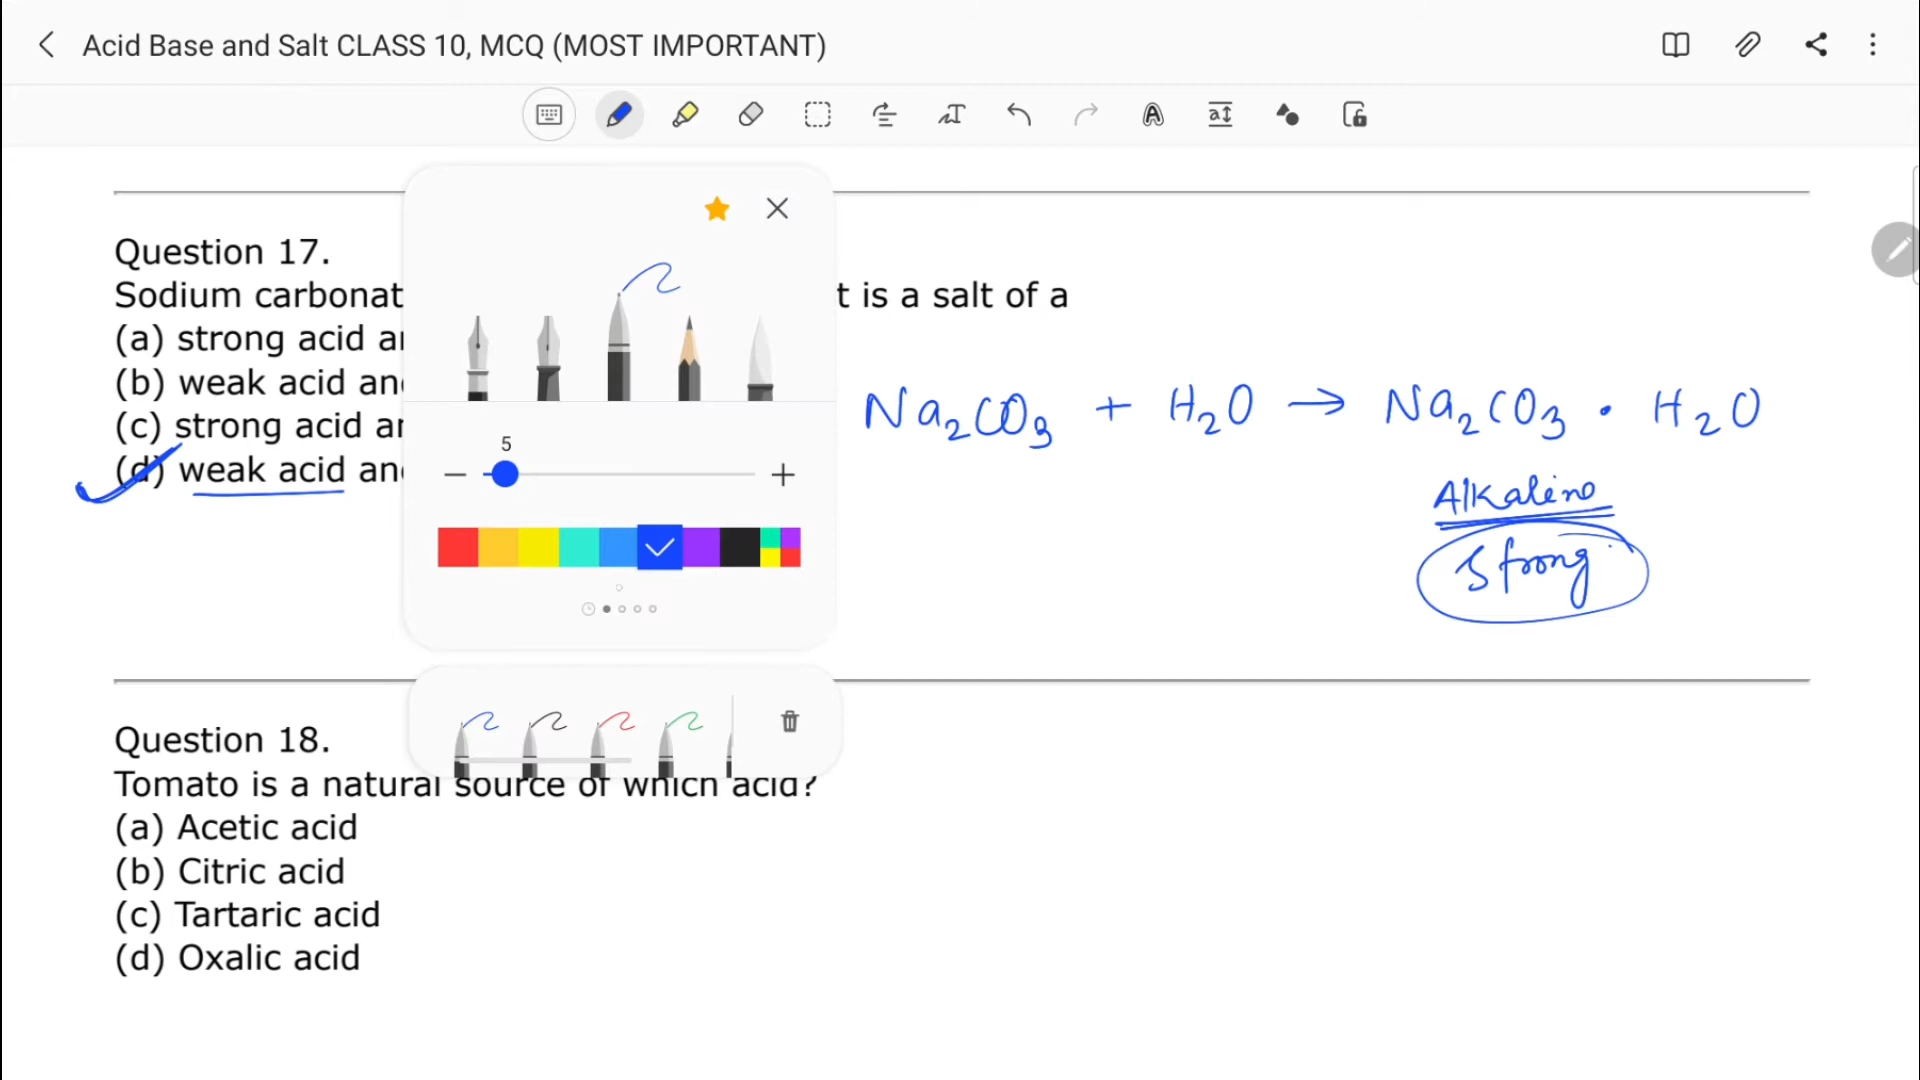 Acid Base and Salt CLASS 10, MCQ (MOST IMPORTANT)
Question 17.
Sodium carbonat t is a salt of a
(a) strong acid a
(b) weak acid an
(c) strong acid a
(d) weak acid an
5
Na₂CO₃ + H₂O → Na₂CO₃ · H₂O
Alkaline
Strong
Question 18.
Tomato is a natural source of which acid?
(a) Acetic acid
(b) Citric acid
(c) Tartaric acid
(d) Oxalic acid